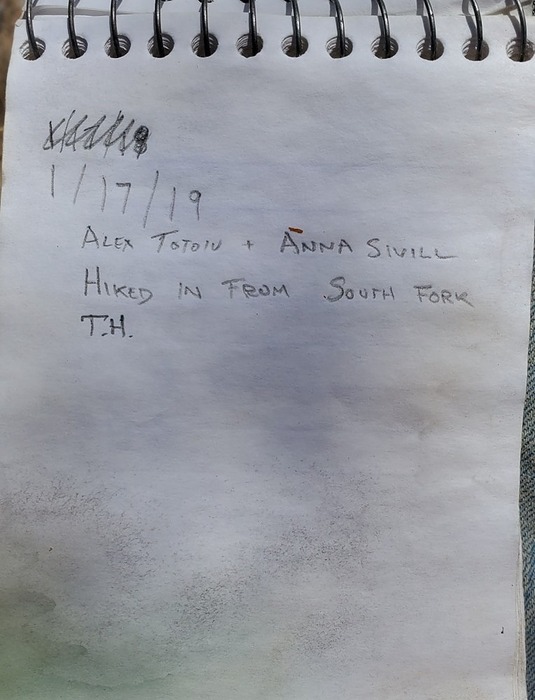 1/17/19
ALEX TOTOIU + ANNA SIVILL
HIKED IN FROM SOUTH FORK
T.H.